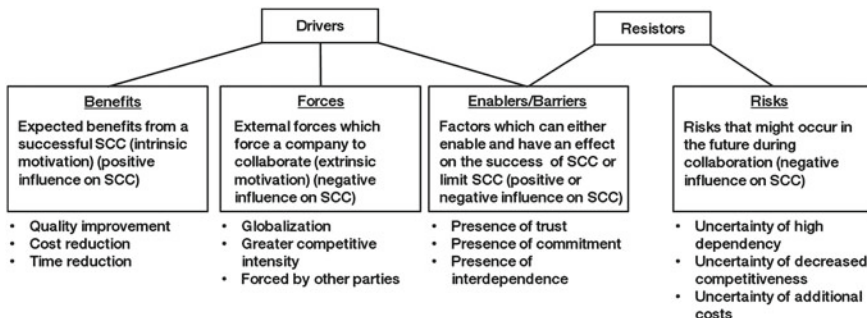 Drivers
Resistors
Benefits
Expected benefits from a
successful SCC (intrinsic
motivation) (positive
influence on SCC)
• Quality improvement
• Cost reduction
• Time reduction
Forces
External forces which
force a company to
collaborate (extrinsic
motivation) (negative
influence on SCC)
• Globalization
• Greater competitive
intensity
• Forced by other parties
Enablers/Barriers
Factors which can either
enable and have an effect
on the success of SCC or
limit SCC (positive or
negative influence on SCC)
• Presence of trust
• Presence of commitment
• Presence of
interdependence
Risks
Risks that might occur in
the future during
collaboration (negative
influence on SCC)
• Uncertainty of high
dependency
• Uncertainty of decreased
competitiveness
• Uncertainty of additional
costs